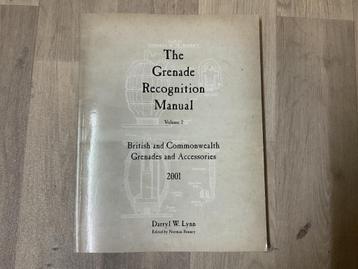 The
Grenade
Recognition
Manual
Volume 2
British and Commonwealth
Grenades and Accessories
2001
Darryl W. Lynn
Edited by Norman Bonney